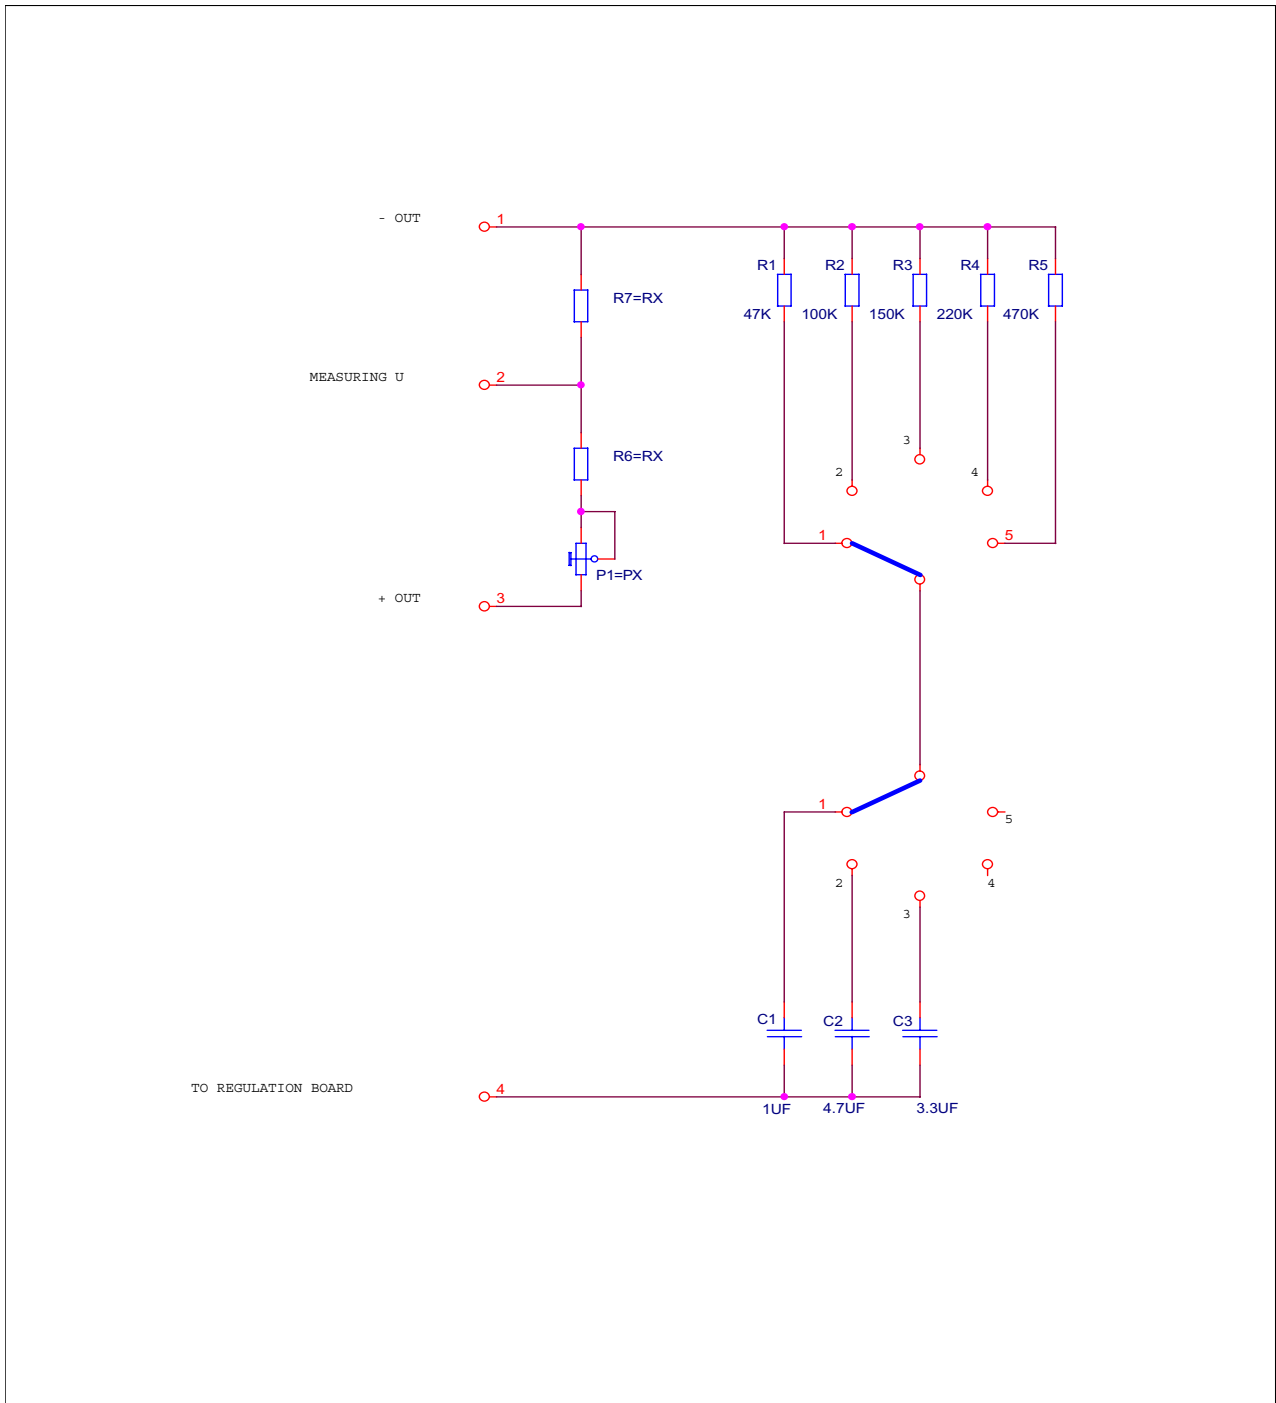 - OUT
1
R1
R2
R3
R4
R5
R7=RX
47K
100K
150K
220K
470K
MEASURING U
2
3
R6=RX
2
4
1
5
P1=PX
+ OUT
3
1
5
2
4
3
C1
C2
C3
TO REGULATION BOARD
4
1UF
4.7UF
3.3UF